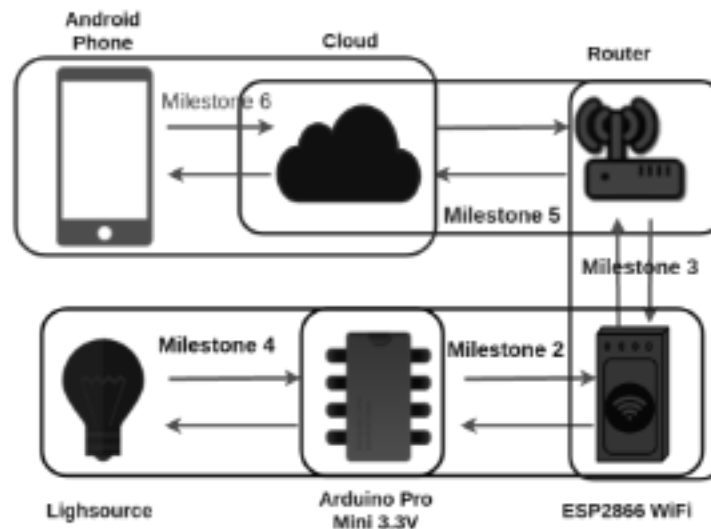 Android
Phone
Cloud
Router
Milestone 6
Milestone 5
Milestone 3
Milestone 4
Milestone 2
Lighsource
Arduino Pro
Mini 3.3V
ESP2866 WiFi